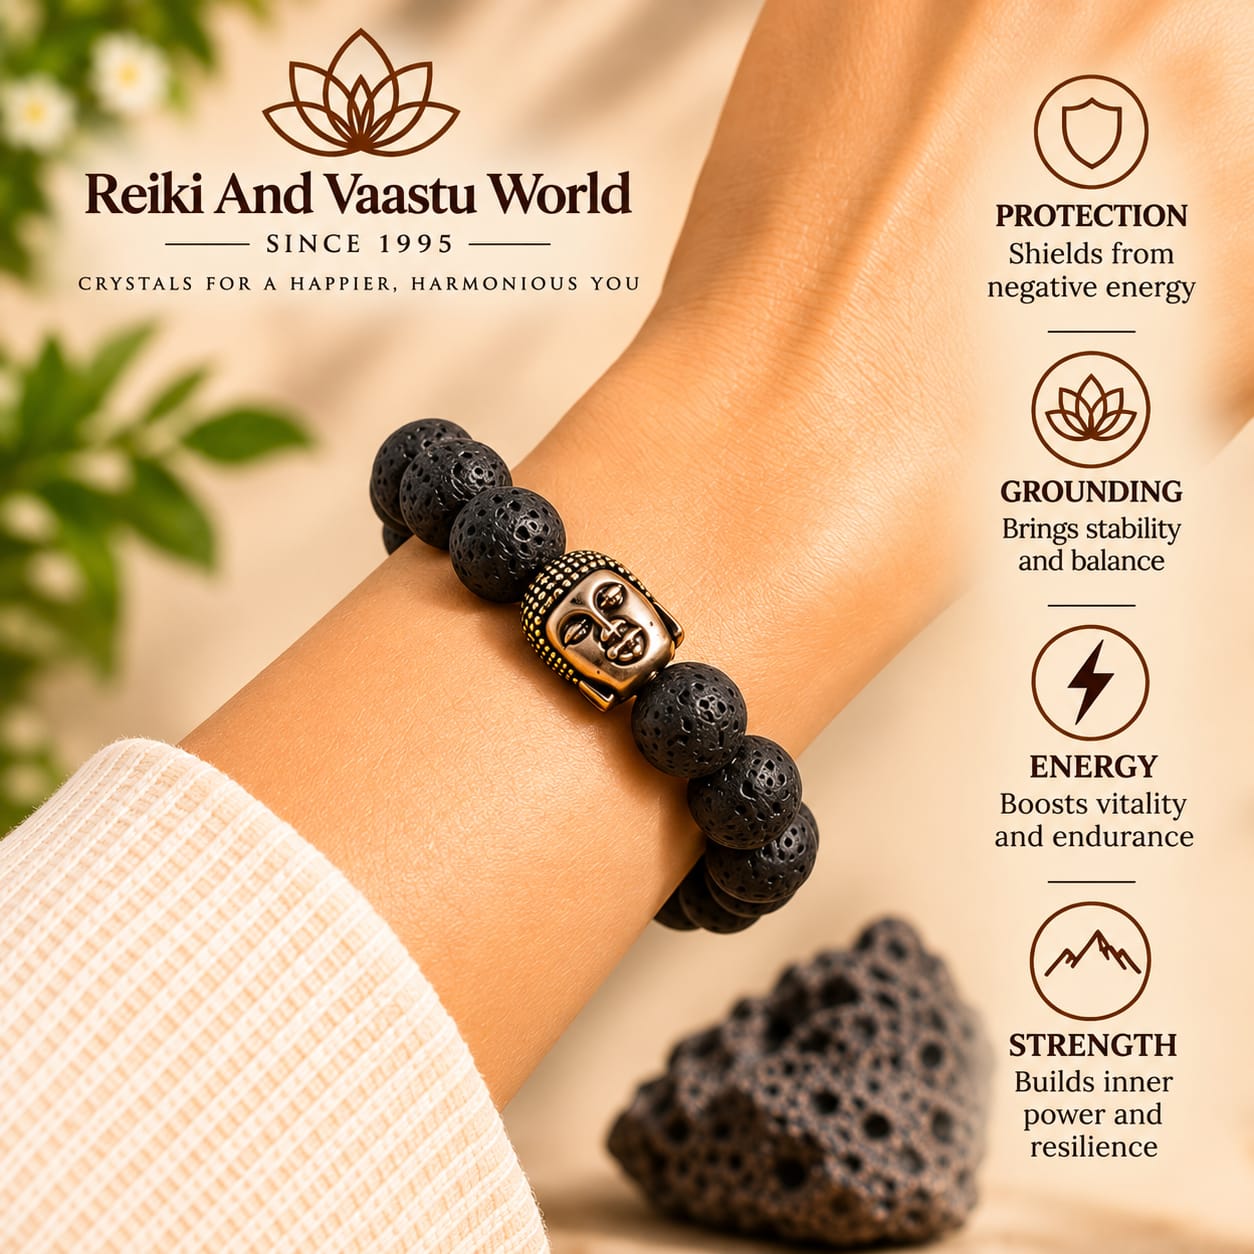 Reiki And Vaastu World
SINCE 1995
CRYSTALS FOR A HAPPIER, HARMONIOUS YOU
PROTECTION
Shields from
negative energy
GROUNDING
Brings stability
and balance
ENERGY
Boosts vitality
and endurance
STRENGTH
Builds inner
power and
resilience